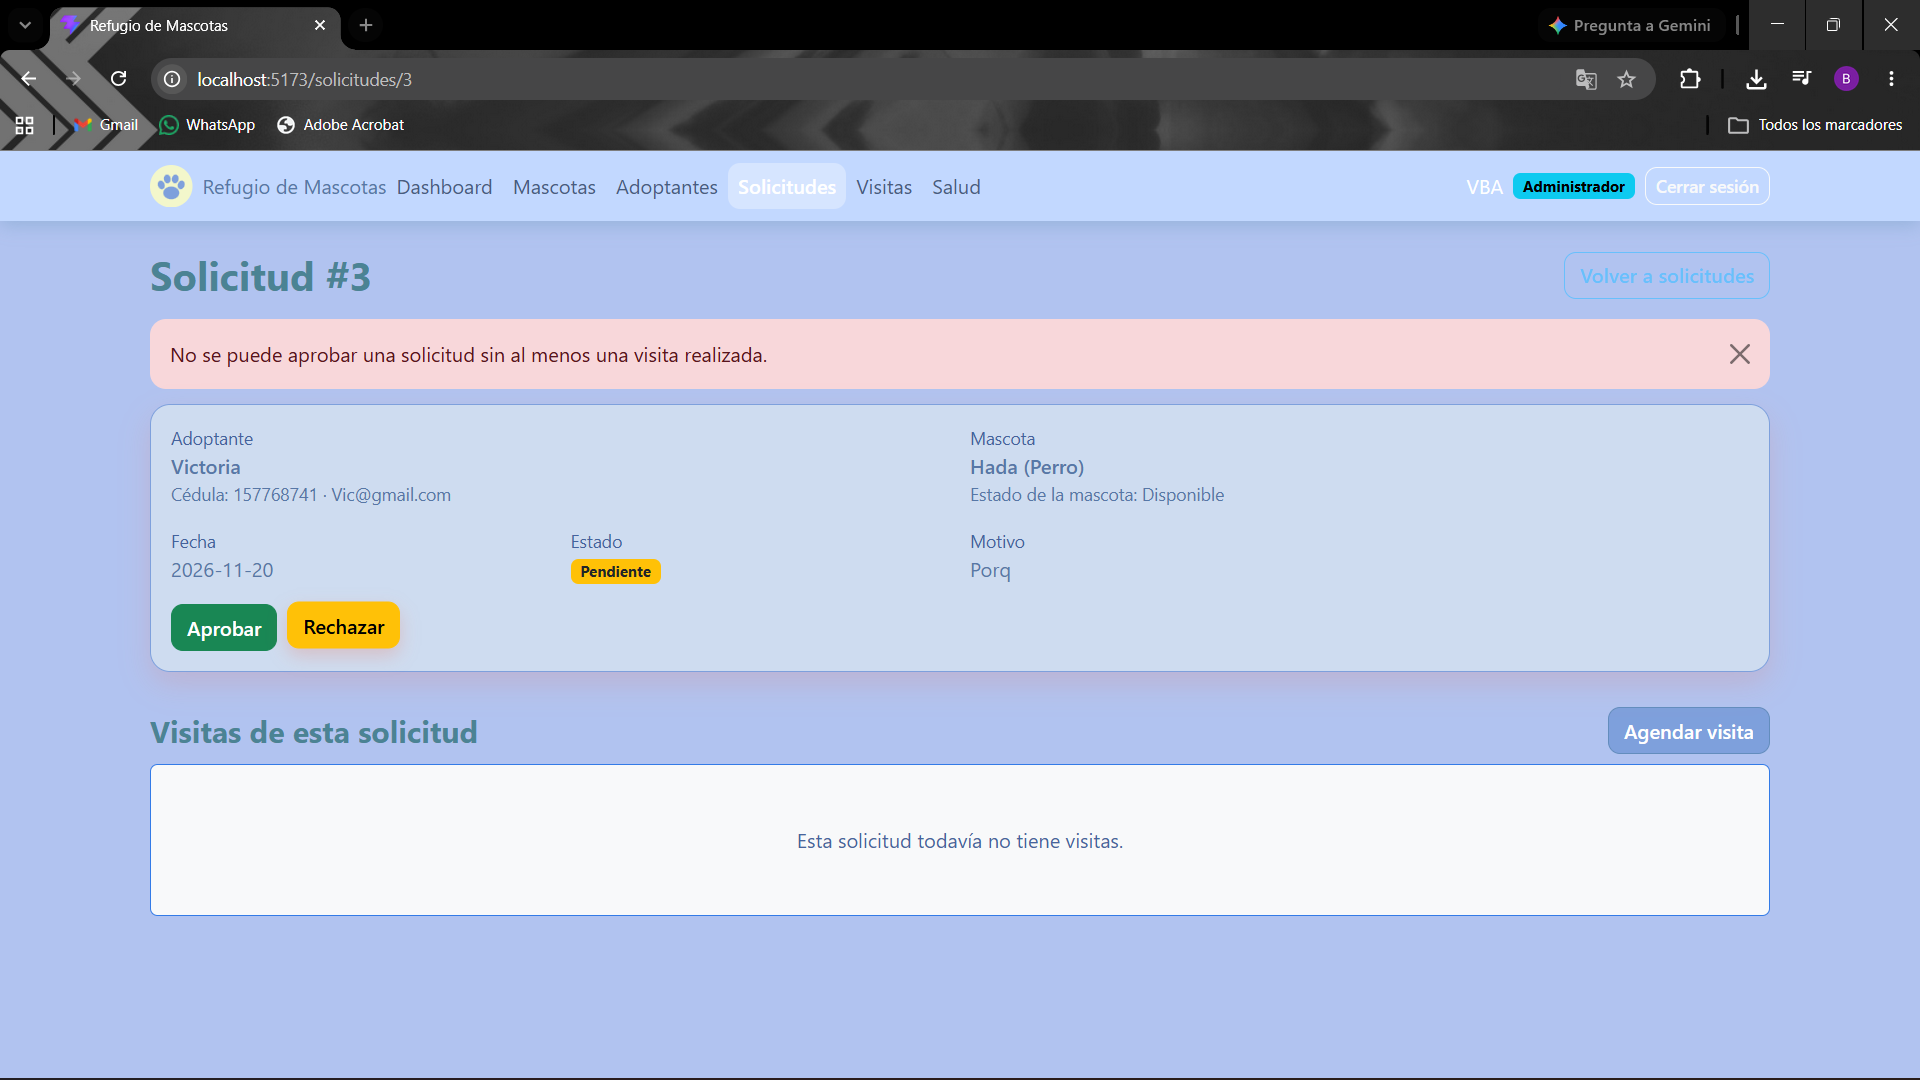 Refugio de Mascotas
Pregunta a Gemini
localhost:5173/solicitudes/3
B
Gmail
WhatsApp
Adobe Acrobat
Todos los marcadores
Refugio de Mascotas Dashboard Mascotas Adoptantes Solicitudes Visitas Salud
VBA Administrador Cerrar sesión
Solicitud #3
Volver a solicitudes
No se puede aprobar una solicitud sin al menos una visita realizada.
Adoptante
Victoria
Cédula: 157768741 · Vic@gmail.com
Mascota
Hada (Perro)
Estado de la mascota: Disponible
Fecha
2026-11-20
Estado
Pendiente
Motivo
Porq
Aprobar
Rechazar
Visitas de esta solicitud
Agendar visita
Esta solicitud todavía no tiene visitas.